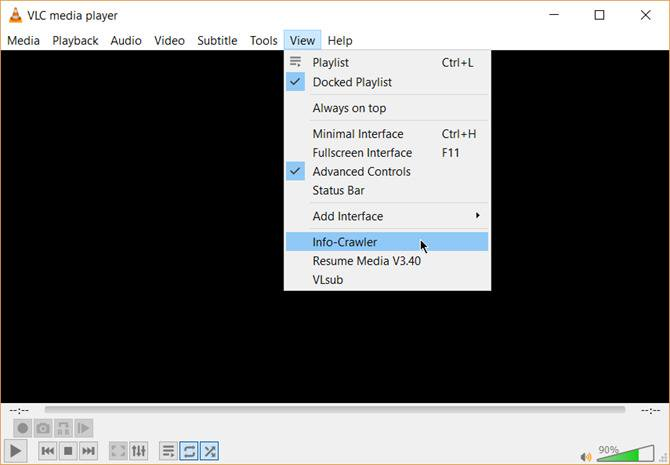 VLC media player
Media Playback Audio Video Subtitle Tools View Help
Playlist Ctrl+L
Docked Playlist
Always on top
Minimal Interface Ctrl+H
Fullscreen Interface F11
Advanced Controls
Status Bar
Add Interface
Info-Crawler
Resume Media V3.40
VLsub
--:-- --:--
90%